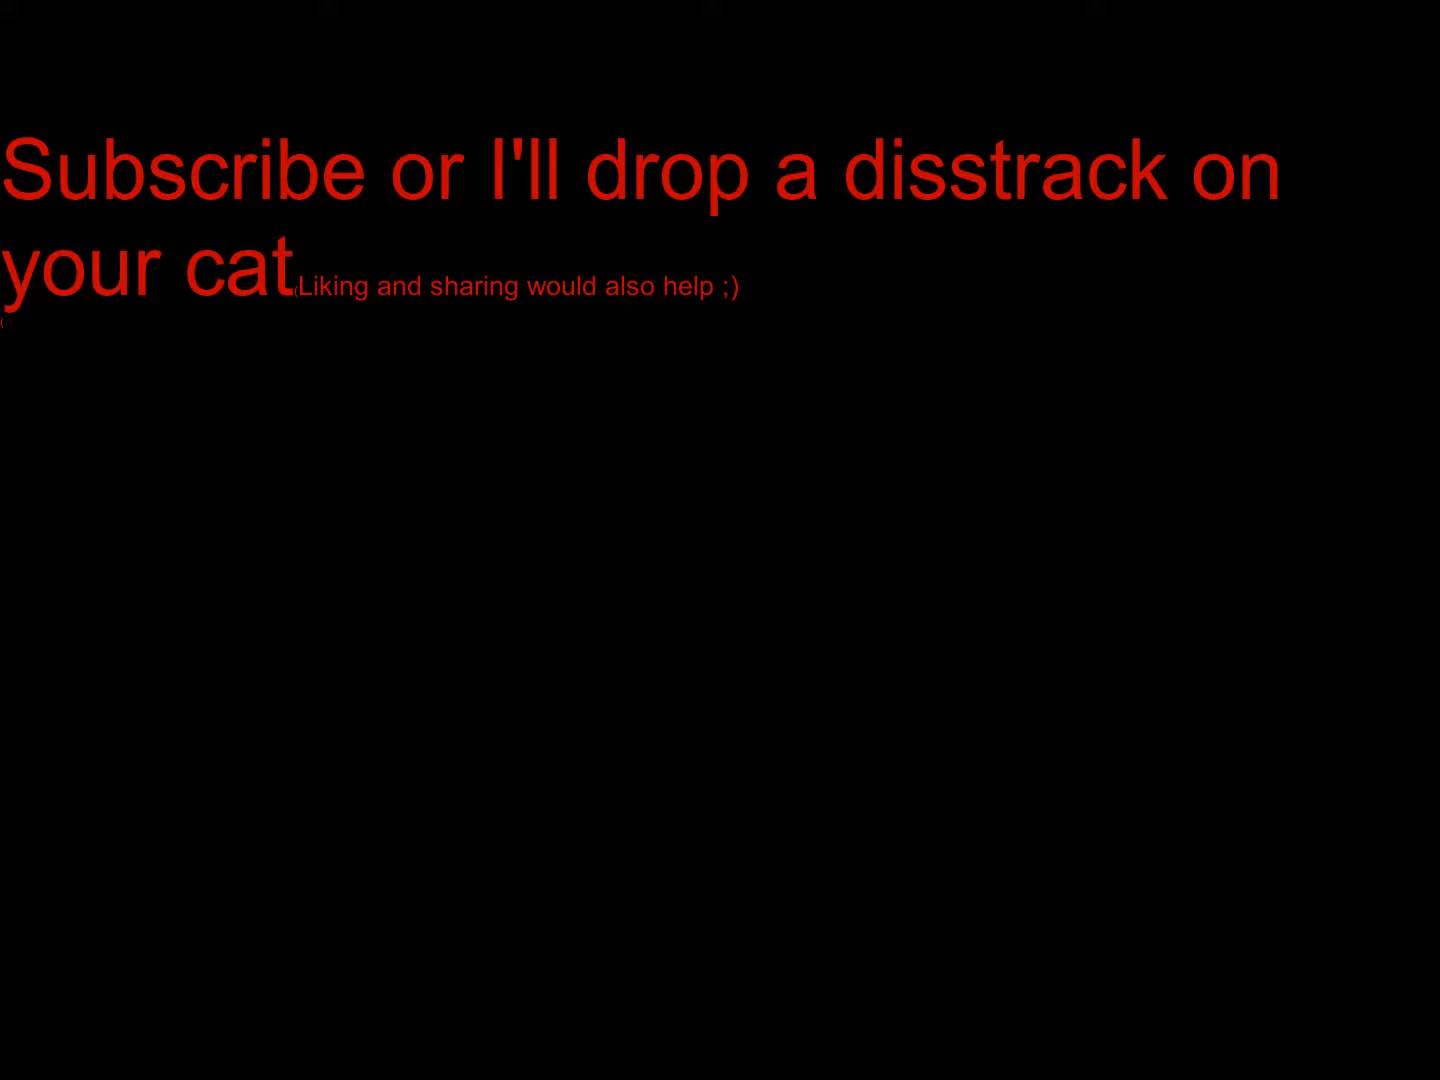 Subscribe or I'll drop a disstrack on
your cat(Liking and sharing would also help ;)
(